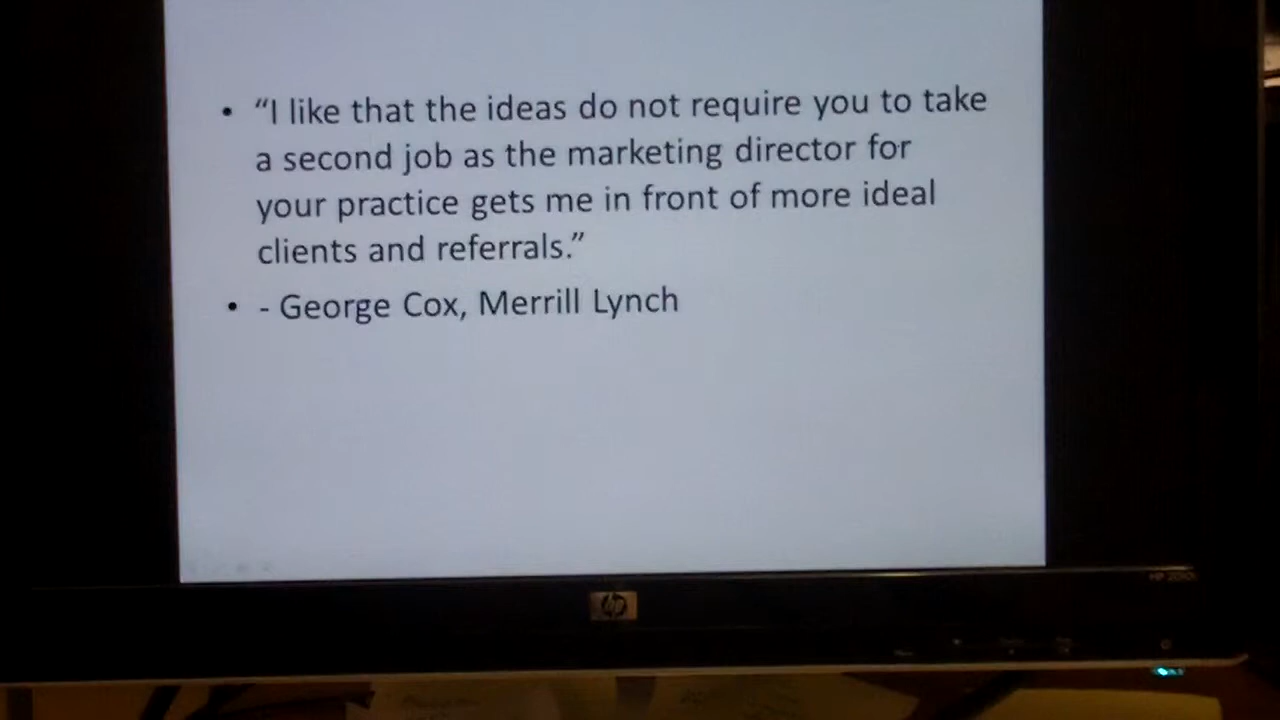 • “I like that the ideas do not require you to take
a second job as the marketing director for
your practice gets me in front of more ideal
clients and referrals.”
• - George Cox, Merrill Lynch
hp